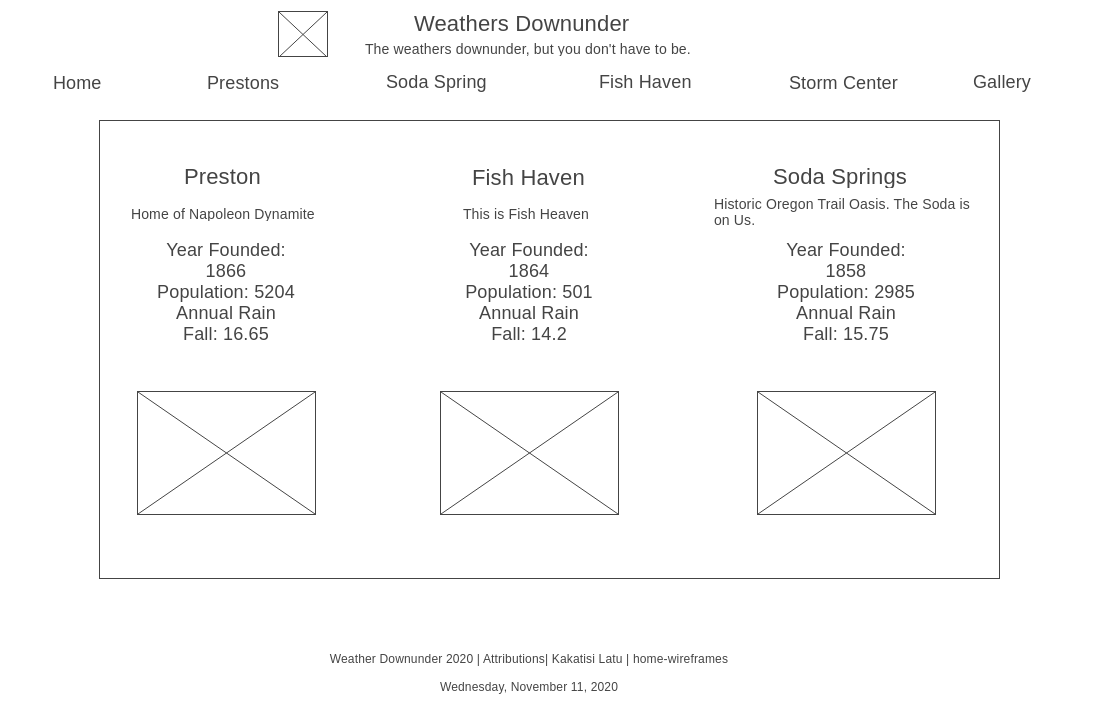 Weathers Downunder
The weathers downunder, but you don't have to be.
Home Prestons Soda Spring Fish Haven Storm Center Gallery
Preston
Home of Napoleon Dynamite
Year Founded:
1866
Population: 5204
Annual Rain
Fall: 16.65
Fish Haven
This is Fish Heaven
Year Founded:
1864
Population: 501
Annual Rain
Fall: 14.2
Soda Springs
Historic Oregon Trail Oasis. The Soda is
on Us.
Year Founded:
1858
Population: 2985
Annual Rain
Fall: 15.75
Weather Downunder 2020 | Attributions| Kakatisi Latu | home-wireframes
Wednesday, November 11, 2020